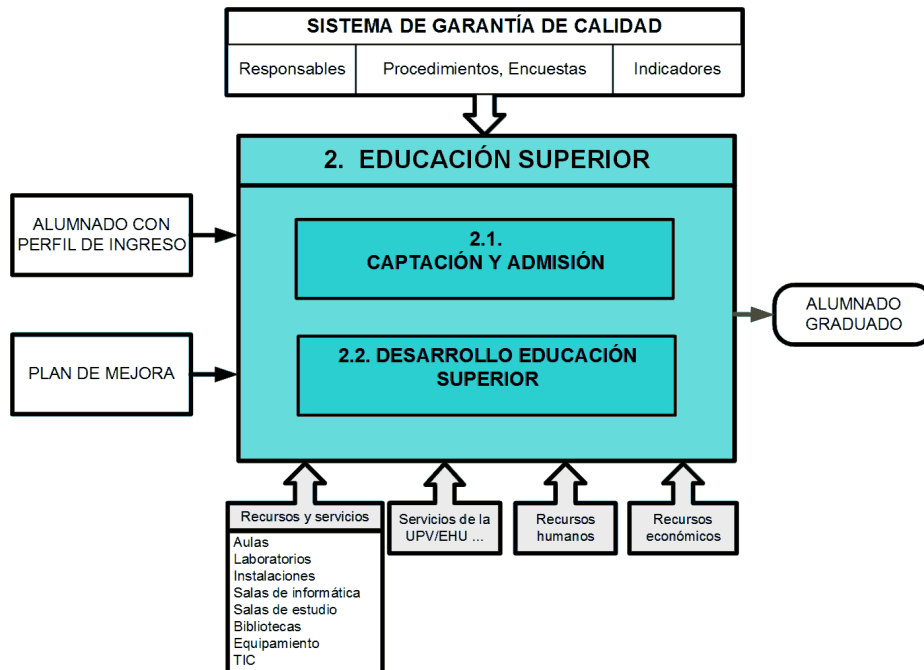 SISTEMA DE GARANTÍA DE CALIDAD
Responsables
Procedimientos, Encuestas
Indicadores
2. EDUCACIÓN SUPERIOR
ALUMNADO CON
PERFIL DE INGRESO
2.1.
CAPTACIÓN Y ADMISIÓN
ALUMNADO
GRADUADO
PLAN DE MEJORA
2.2. DESARROLLO EDUCACIÓN
SUPERIOR
Recursos y servicios
Aulas
Laboratorios
Instalaciones
Salas de informática
Salas de estudio
Bibliotecas
Equipamiento
TIC
Servicios de la
UPV/EHU ...
Recursos
humanos
Recursos
económicos